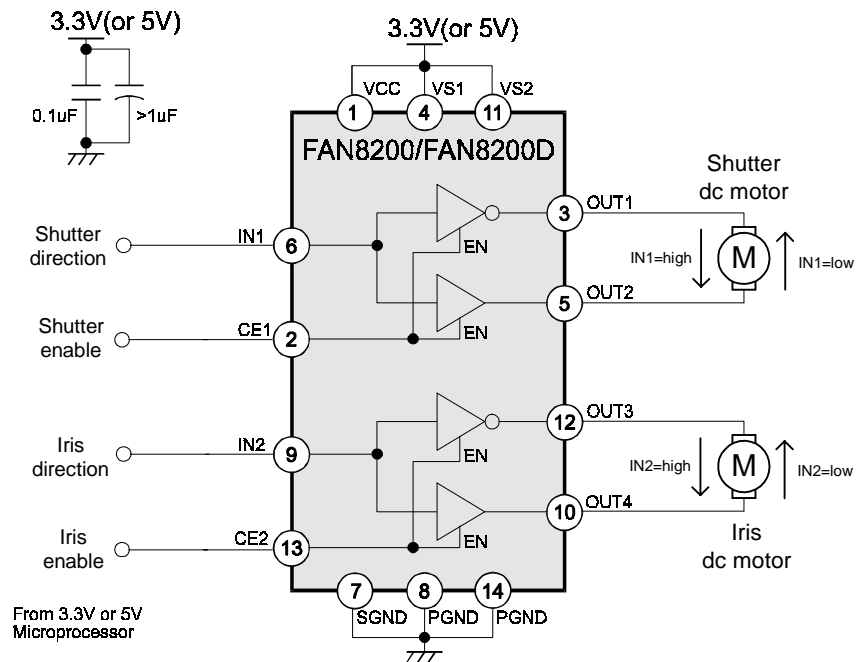 3.3V(or 5V)
0.1uF
>1uF
3.3V(or 5V)
VCC
VS1
VS2
1
4
11
FAN8200/FAN8200D
Shutter
direction
IN1
6
Shutter
enable
CE1
2
EN
EN
3
OUT1
5
OUT2
Shutter
dc motor
IN1=high
M
IN1=low
Iris
direction
IN2
9
Iris
enable
CE2
13
EN
EN
12
OUT3
10
OUT4
IN2=high
M
IN2=low
Iris
dc motor
7
8
14
SGND
PGND
PGND
From 3.3V or 5V
Microprocessor